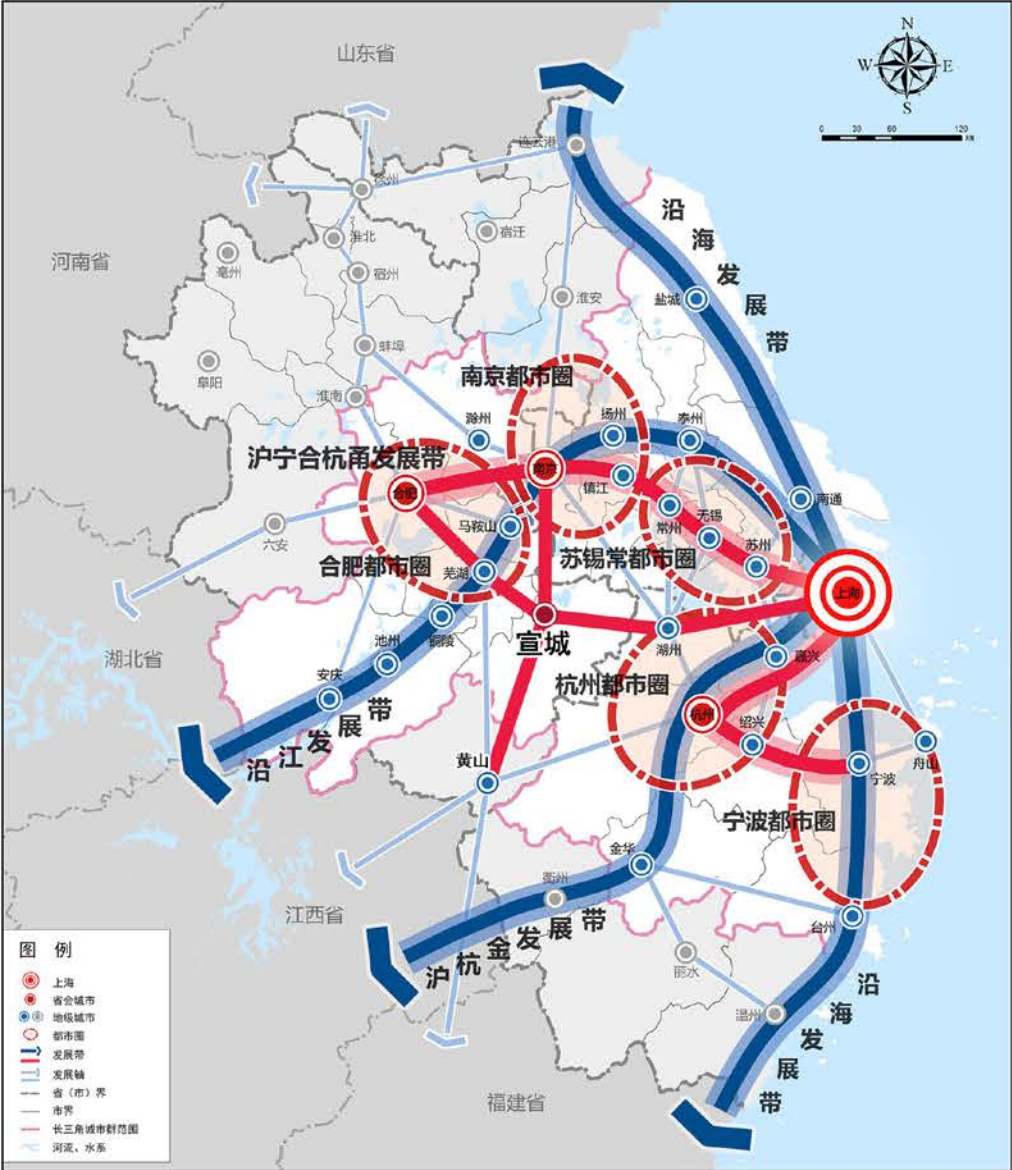 山东省
N
W
E
S
0 30 60 120
KM
连云港
徐州
沿海发展带
淮北
宿迁
河南省
亳州
宿州
盐城
淮安
蚌埠
阜阳
南京都市圈
淮南
扬州
泰州
滁州
沪宁合杭甬发展带
南京
镇江
合肥
南通
常州
无锡
马鞍山
六安
苏州
合肥都市圈
芜湖
苏锡常都市圈
上海
铜陵
宣城
湖州
池州
湖北省
嘉兴
安庆
杭州都市圈
杭州
绍兴
沿江发展带
黄山
舟山
宁波
宁波都市圈
金华
衢州
江西省
台州
沪杭金发展带
丽水
温州
沿海发展带
福建省
图 例
上海
省会城市
地级城市
都市圈
发展带
发展轴
省（市）界
市界
长三角城市群范围
河流、水系